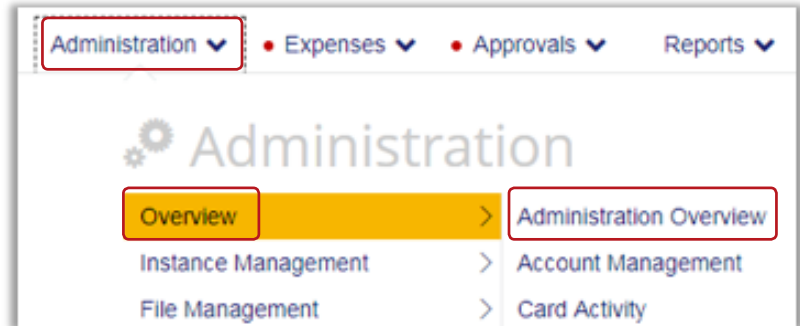 Administration • Expenses • Approvals Reports
Administration
Overview > Administration Overview
Instance Management > Account Management
File Management > Card Activity